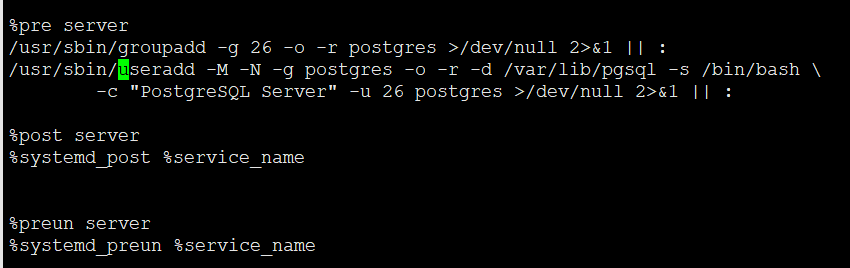 %pre server
/usr/sbin/groupadd -g 26 -o -r postgres >/dev/null 2>&1 || :
/usr/sbin/useradd -M -N -g postgres -o -r -d /var/lib/pgsql -s /bin/bash \
        -c "PostgreSQL Server" -u 26 postgres >/dev/null 2>&1 || :
%post server
%systemd_post %service_name
%preun server
%systemd_preun %service_name